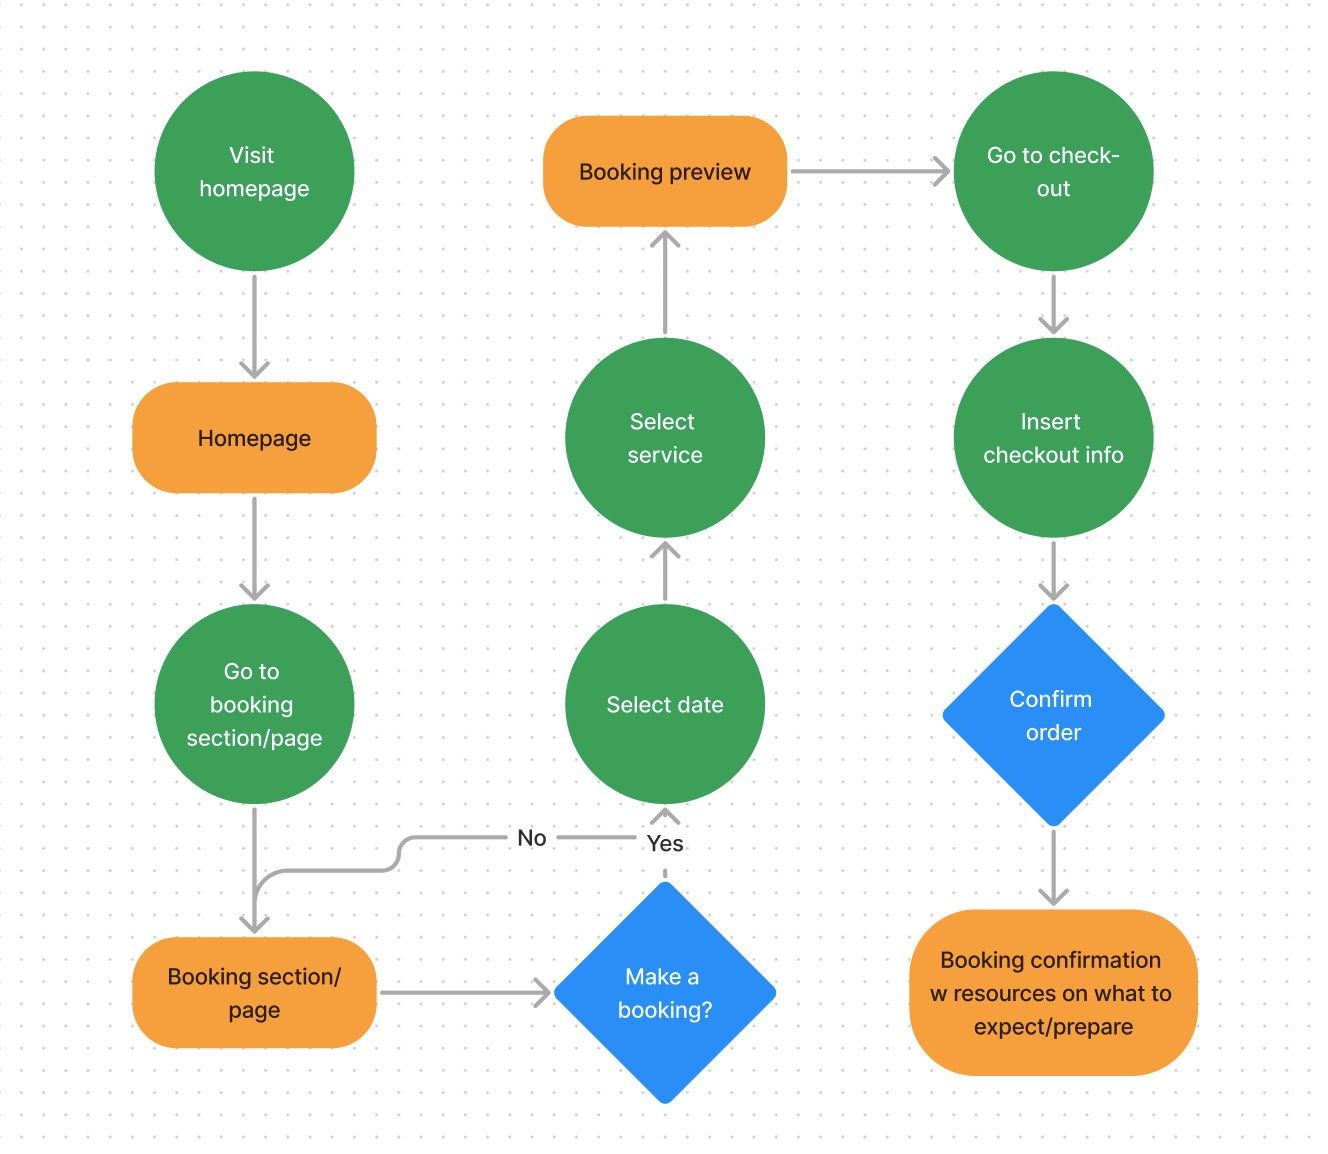 Visit
homepage
Homepage
Go to
booking
section/page
Booking section/
page
Make a
booking?
No
Yes
Select date
Select
service
Booking preview
Go to check-
out
Insert
checkout info
Confirm
order
Booking confirmation
w resources on what to
expect/prepare